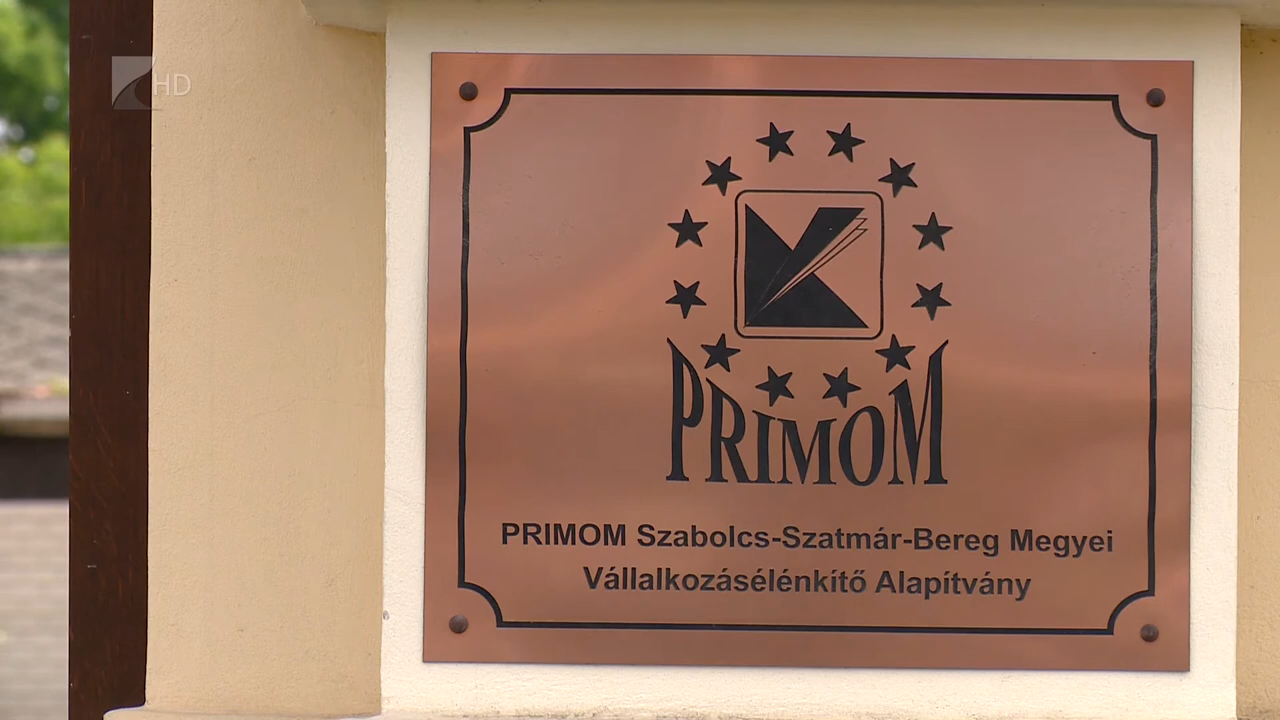 HD
PRIMOM
PRIMOM Szabolcs-Szatmár-Bereg Megyei
Vállalkozásélénkítő Alapítvány